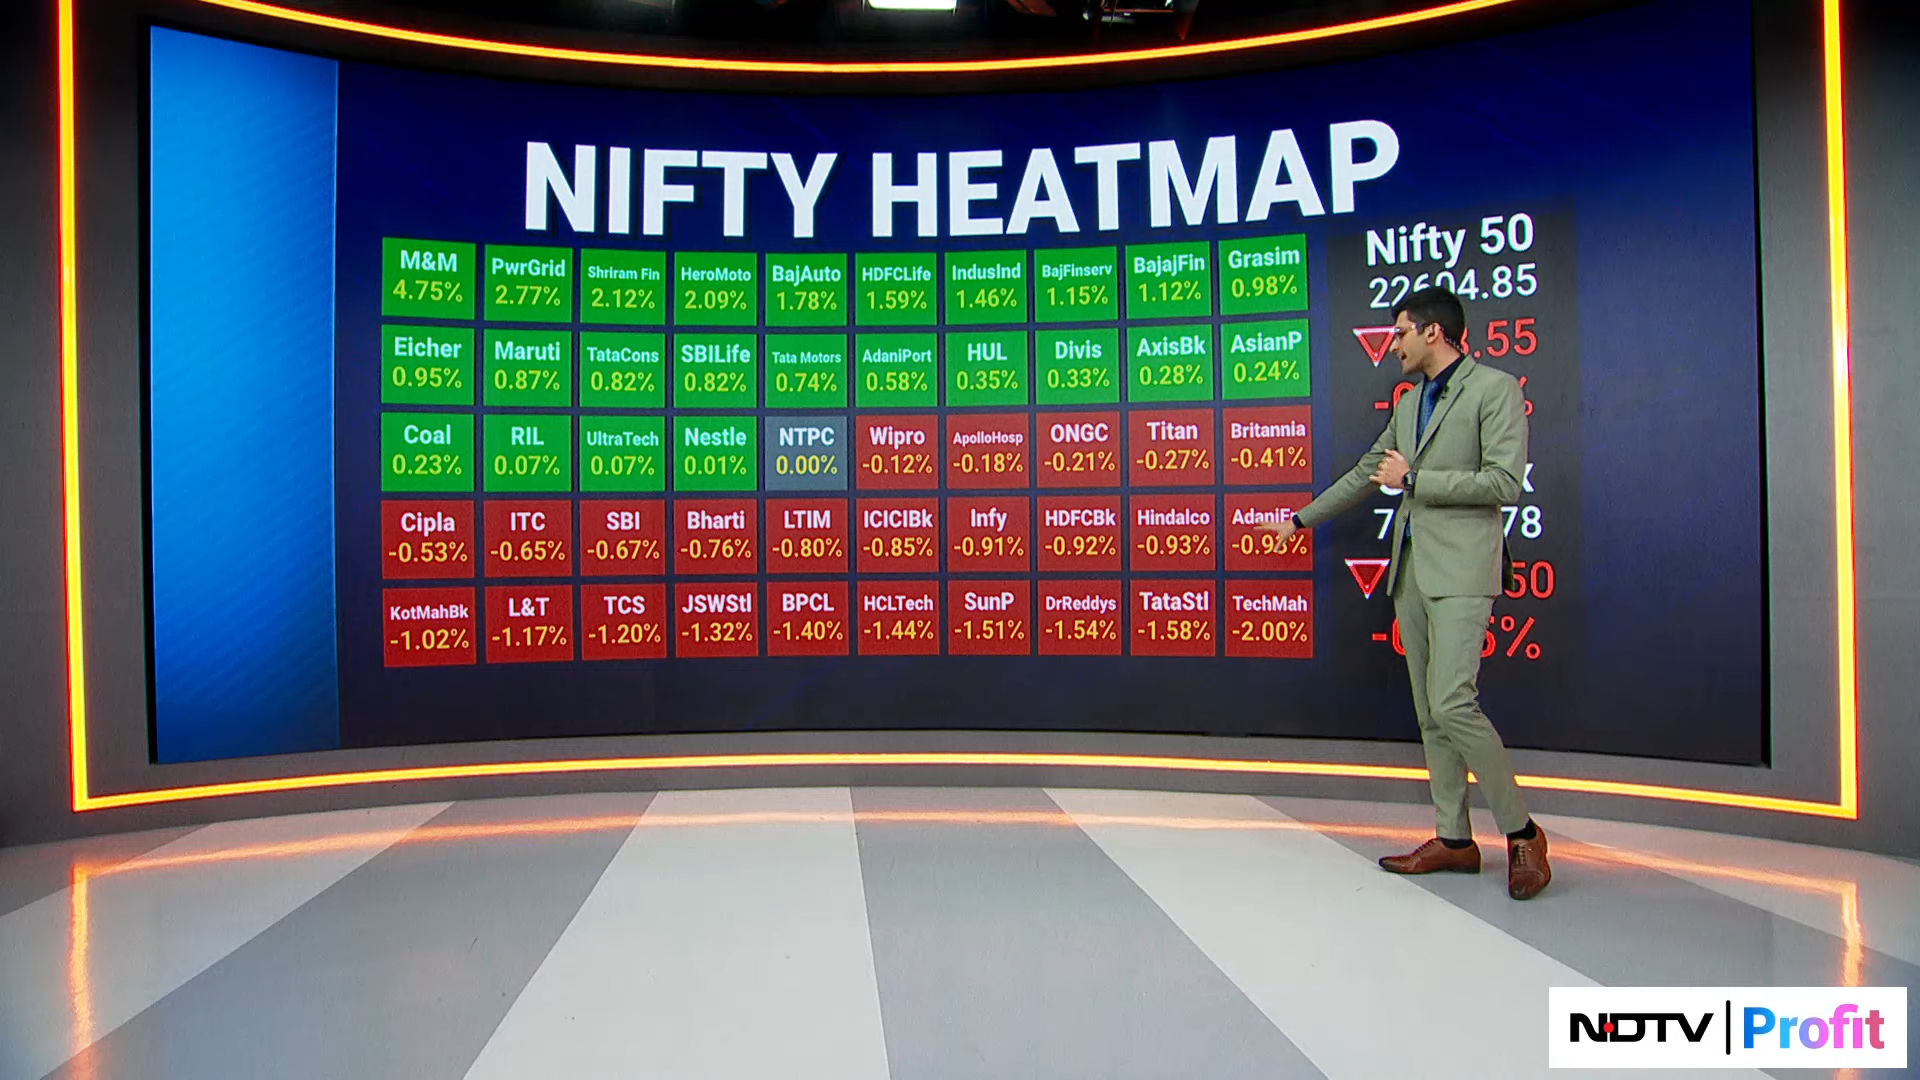 NIFTY HEATMAP
M&M PwrGrid Shriram Fin HeroMoto BajAuto HDFCLife IndusInd BajFinserv BajajFin Grasim
4.75% 2.77% 2.12% 2.09% 1.78% 1.59% 1.46% 1.15% 1.12% 0.98%
Eicher Maruti TataCons SBILife Tata Motors AdaniPort HUL Divis AxisBk AsianP
0.95% 0.87% 0.82% 0.82% 0.74% 0.58% 0.35% 0.33% 0.28% 0.24%
Coal RIL UltraTech Nestle NTPC Wipro ApolloHosp ONGC Titan Britannia
0.23% 0.07% 0.07% 0.01% 0.00% -0.12% -0.18% -0.21% -0.27% -0.41%
Cipla ITC SBI Bharti LTIM ICICIBk Infy HDFCBk Hindalco
-0.53% -0.65% -0.67% -0.76% -0.80% -0.85% -0.91% -0.92% -0.93%
KotMahBk L&T TCS JSWStl BPCL HCLTech SunP DrReddys TataStl TechMah
-1.02% -1.17% -1.20% -1.32% -1.40% -1.44% -1.51% -1.54% -1.58% -2.00%
Nifty 50
22604.85
NDTV Profit